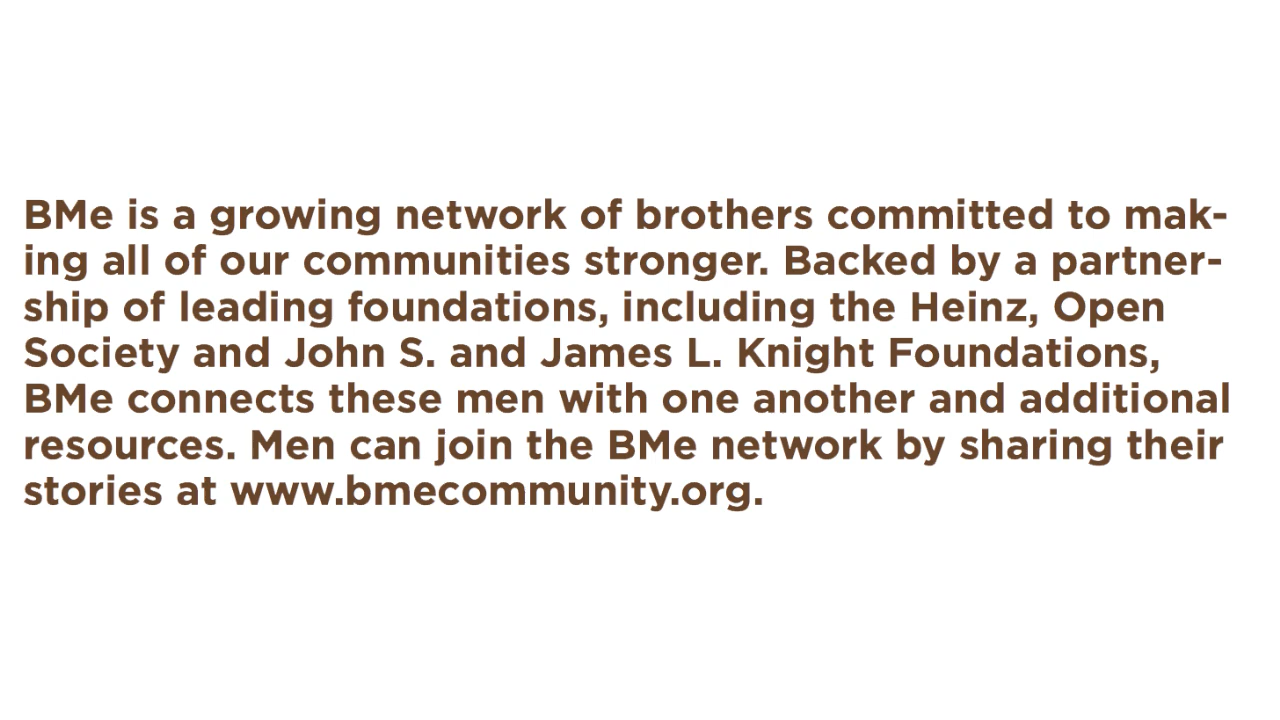 BMe is a growing network of brothers committed to mak-
ing all of our communities stronger. Backed by a partner-
ship of leading foundations, including the Heinz, Open
Society and John S. and James L. Knight Foundations,
BMe connects these men with one another and additional
resources. Men can join the BMe network by sharing their
stories at www.bmecommunity.org.